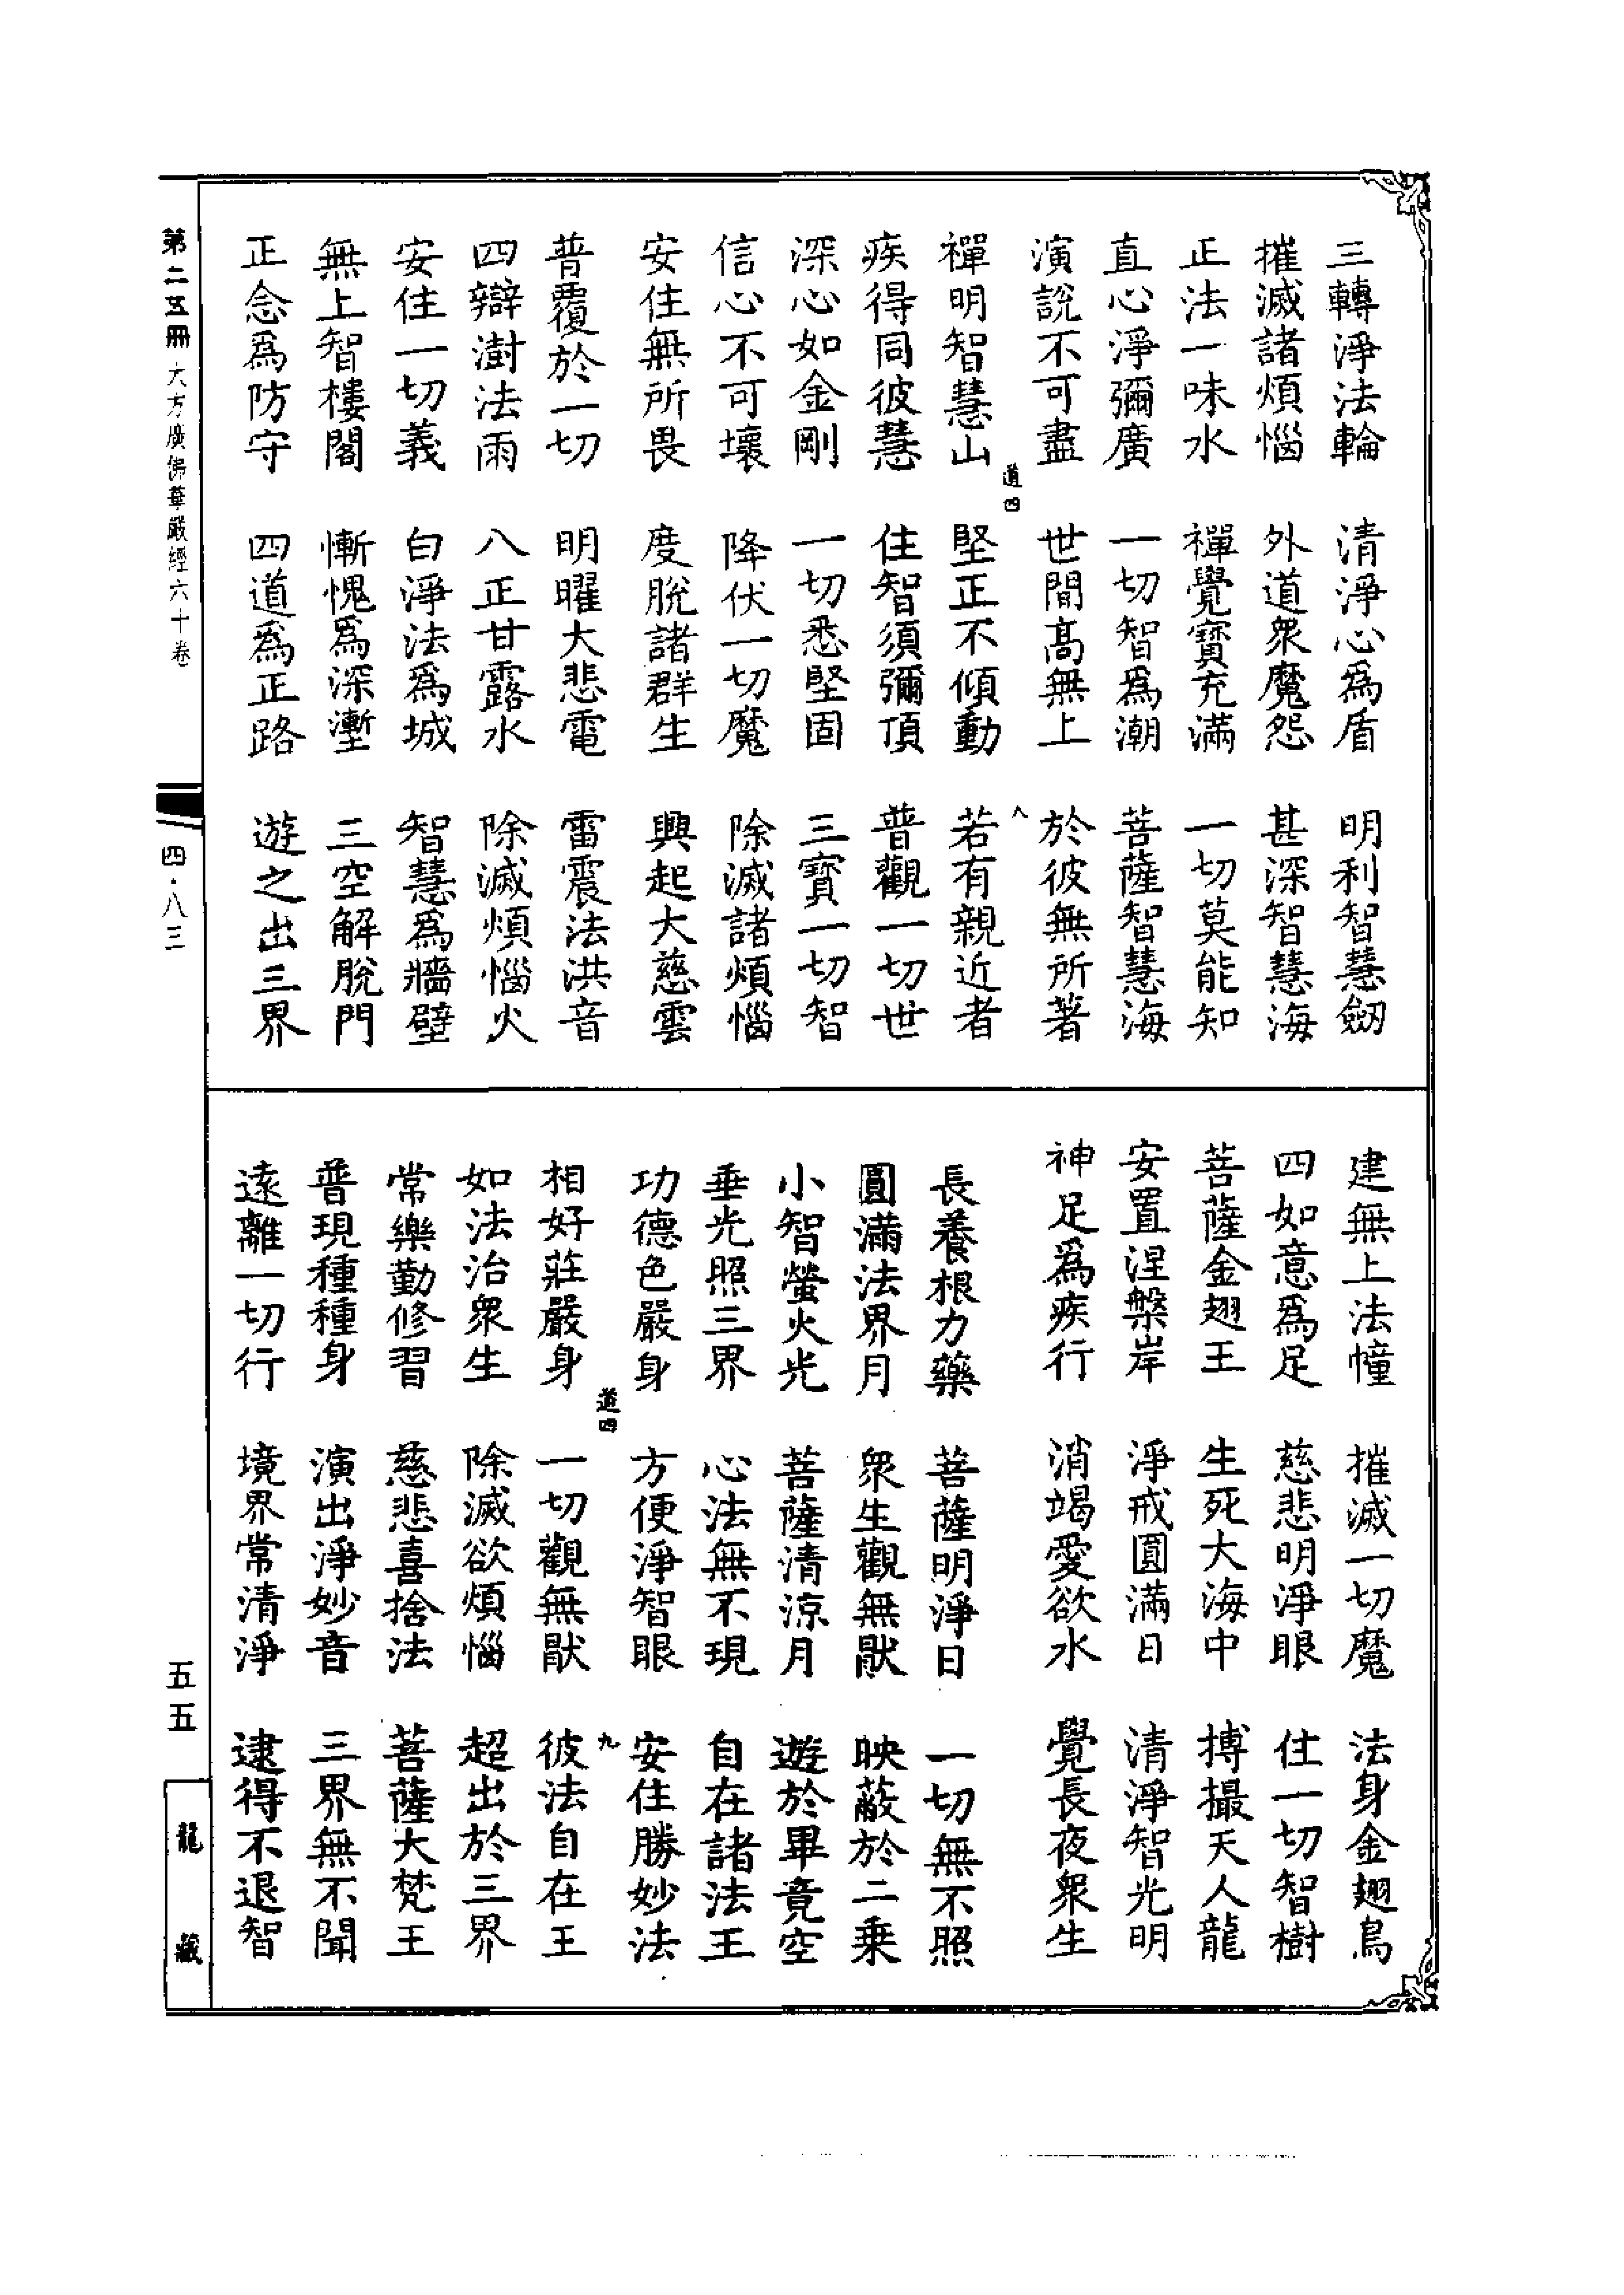 三轉淨法輪　清淨心爲盾　明利智慧劒
摧滅諸煩惱　外道衆魔怨　甚深智慧海
正法一味水　禪覺寶充滿　一切莫能知
直心淨彌廣　一切智爲潮　菩薩智慧海
演說不可盡　世間高無上　於彼無所著
道四　八
禪明智慧山　堅正不傾動　若有親近者
疾得同彼慧　住智須彌頂　普觀一切世
深心如金剛　一切悉堅固　三寶一切智
信心不可壞　降伏一切魔　除滅諸煩惱
安住無所畏　度脫諸群生　興起大慈雲
普覆於一切　明曜大悲電　雷震法洪音
四辯澍法雨　八正甘露水　除滅煩惱火
安住一切義　白淨法爲城　智慧爲牆壁
無上智樓閣　慚愧爲深壍　三空解脫門
正念爲防守　四道爲正路　遊之出三界
建無上法幢　摧滅一切魔　法身金翅鳥
四如意爲足　慈悲明淨眼　住一切智樹
菩薩金翅王　生死大海中　搏撮天人龍
安置涅槃岸　淨戒圓滿日　清淨智光明
神足爲疾行　消竭愛欲水　覺長夜衆生
長養根力藥　菩薩明淨日　一切無不照
圓滿法界月　衆生觀無猒　映蔽於二乗
小智螢火光　菩薩清涼月　遊於畢竟空
垂光照三界　心法無不現　自在諸法王
功德色嚴身　方便淨智眼　安住勝妙法
道四　九
相好莊嚴身　一切觀無猒　彼法自在王
如法治衆生　除滅欲煩惱　超出於三界
常樂勤修習　慈悲喜捨法　菩薩大梵王
普現種種身　演出淨妙音　三界無不聞
遠離一切行　境界常清淨　逮得不退智
第二五冊　大方廣佛華嚴經六十卷　四·八三　五五　龍藏